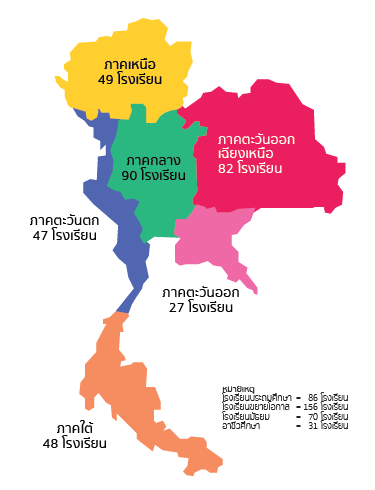 ภาคเหนือ
49 โรงเรียน
ภาคตะวันออก
เฉียงเหนือ
82 โรงเรียน
ภาคกลาง
90 โรงเรียน
ภาคตะวันตก
47 โรงเรียน
ภาคตะวันออก
27 โรงเรียน
ภาคใต้
48 โรงเรียน
หมายเหตุ
โรงเรียนประถมศึกษา = 86 โรงเรียน
โรงเรียนขยายโอกาส = 156 โรงเรียน
โรงเรียนมัธยม = 70 โรงเรียน
อาชีวศึกษา = 31 โรงเรียน